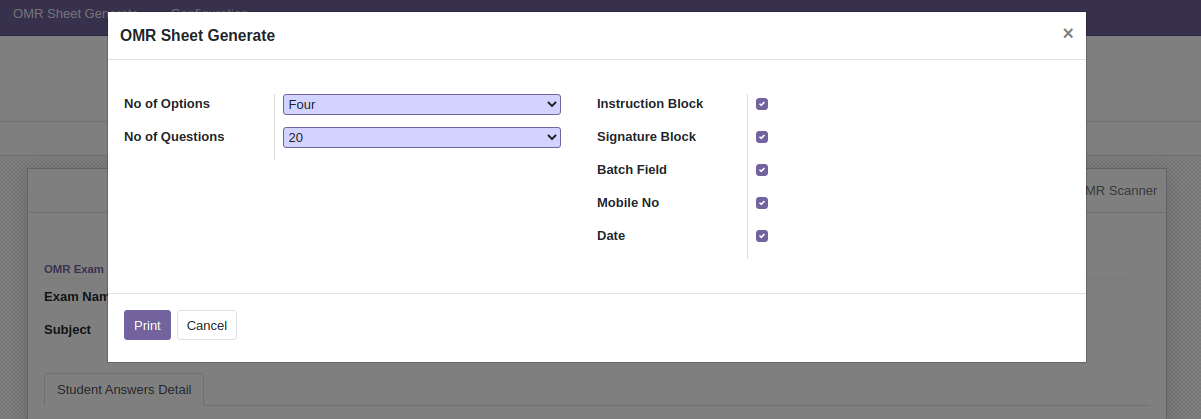 OMR Sheet Generate
OMR Sheet Generate ×
No of Options Four
No of Questions 20
Instruction Block
Signature Block
Batch Field
Mobile No
Date
MR Scanner
OMR Exam
Exam Nam
Subject
Print Cancel
Student Answers Detail